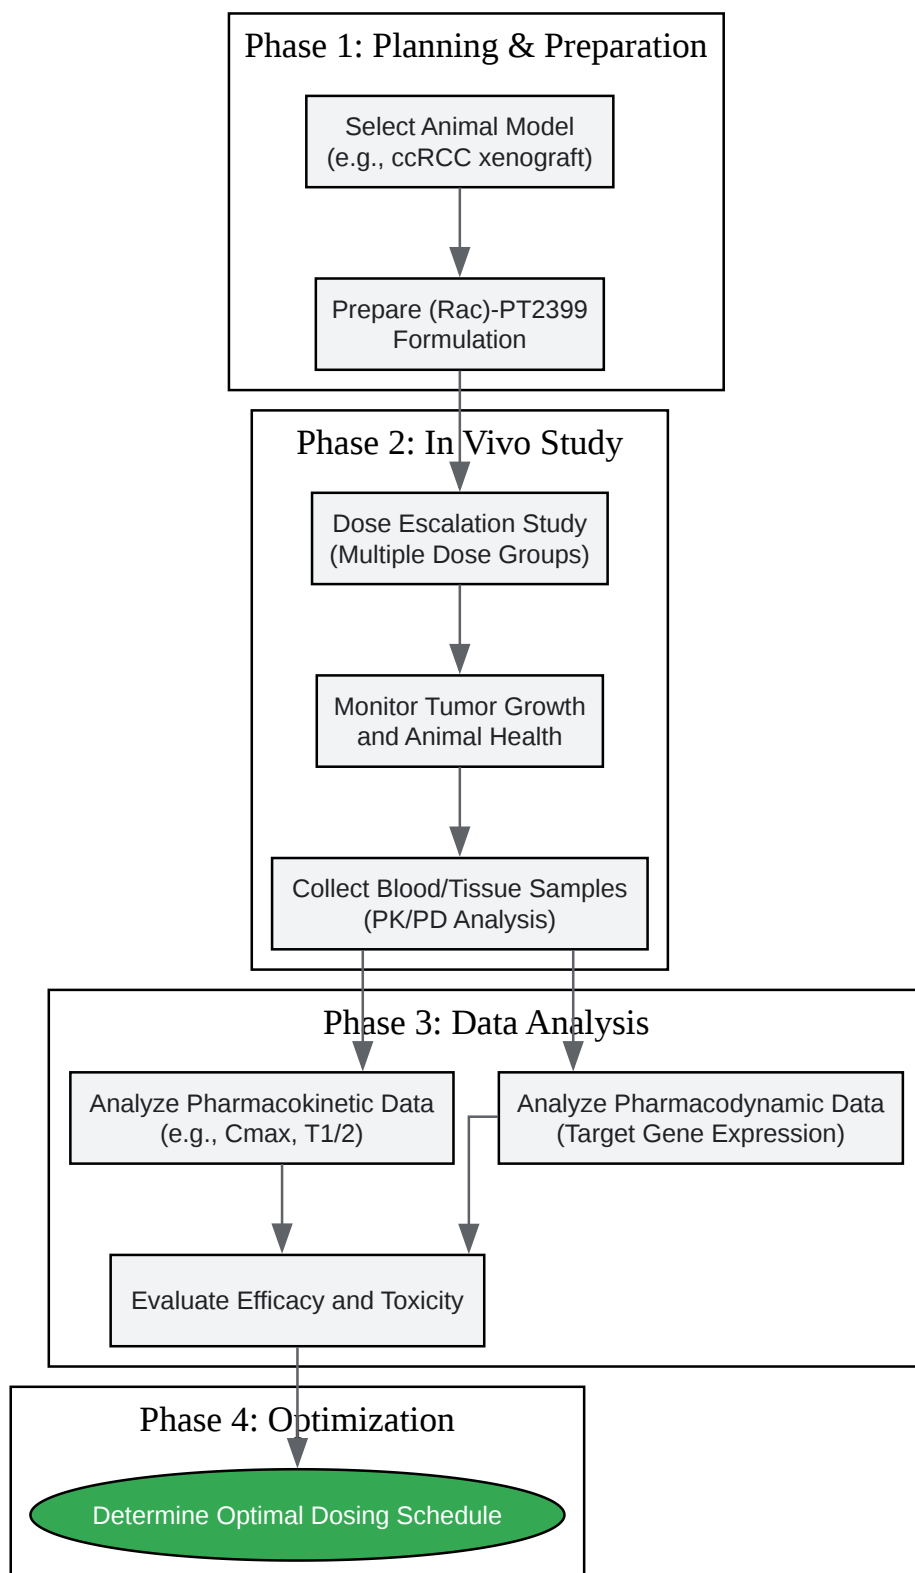 Phase 1: Planning & Preparation
Select Animal Model
(e.g., ccRCC xenograft)
Prepare (Rac)-PT2399
Formulation
Phase 2: In Vivo Study
Dose Escalation Study
(Multiple Dose Groups)
Monitor Tumor Growth
and Animal Health
Collect Blood/Tissue Samples
(PK/PD Analysis)
Phase 3: Data Analysis
Analyze Pharmacokinetic Data
(e.g., Cmax, T1/2)
Analyze Pharmacodynamic Data
(Target Gene Expression)
Evaluate Efficacy and Toxicity
Phase 4: Optimization
Determine Optimal Dosing Schedule